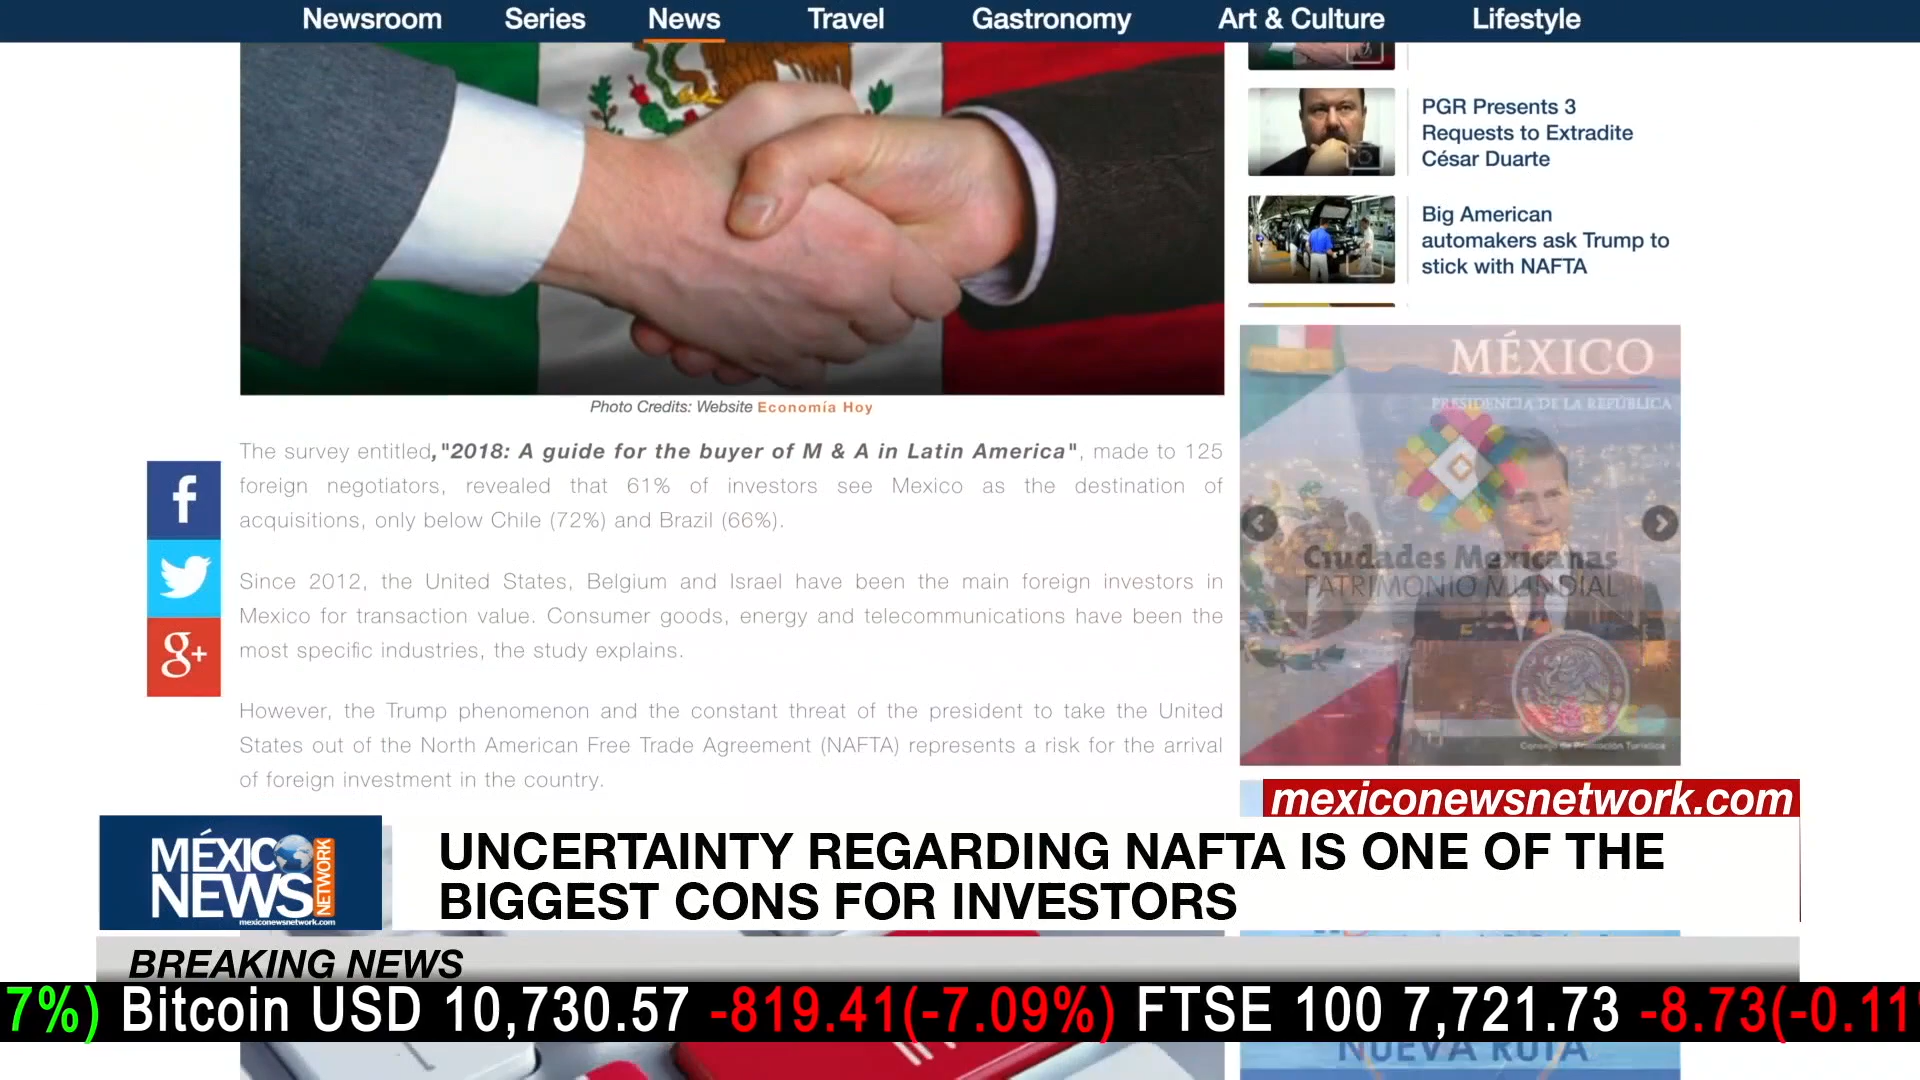 Newsroom Series News Travel Gastronomy Art & Culture Lifestyle
PGR Presents 3
Requests to Extradite
César Duarte
Big American
automakers ask Trump to
stick with NAFTA
MÉXICO
PRESIDENCIA DE LA REPÚBLICA
Ciudades Mexicanas
PATRIMONIO MUNDIAL
Consejo de Promoción Turística
Photo Credits: Website Economía Hoy
The survey entitled,"2018: A guide for the buyer of M & A in Latin America", made to 125
foreign negotiators, revealed that 61% of investors see Mexico as the destination of
acquisitions, only below Chile (72%) and Brazil (66%).
f
g+
Since 2012, the United States, Belgium and Israel have been the main foreign investors in
Mexico for transaction value. Consumer goods, energy and telecommunications have been the
most specific industries, the study explains.
However, the Trump phenomenon and the constant threat of the president to take the United
States out of the North American Free Trade Agreement (NAFTA) represents a risk for the arrival
of foreign investment in the country.
mexiconewsnetwork.com
MÉXICO
NEWS
NETWORK
mexiconewsnetwork.com
UNCERTAINTY REGARDING NAFTA IS ONE OF THE
BIGGEST CONS FOR INVESTORS
BREAKING NEWS
7%) Bitcoin USD 10,730.57 -819.41(-7.09%) FTSE 100 7,721.73 -8.73(-0.11
NUEVA RUTA